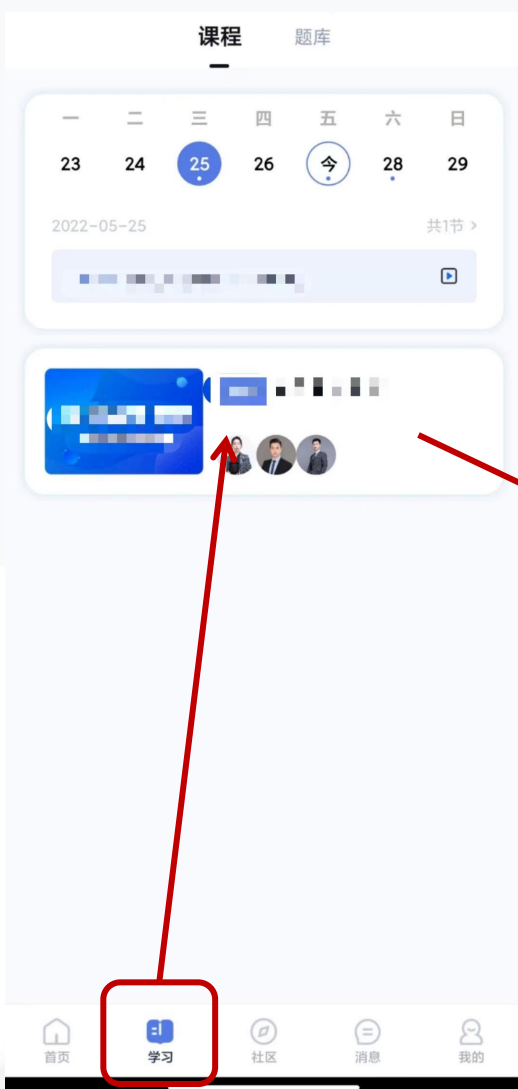 课程 题库
一 二 三 四 五 六 日
23 24 25 26 今 28 29
2022-05-25 共1节 >
首页 学习 社区 消息 我的